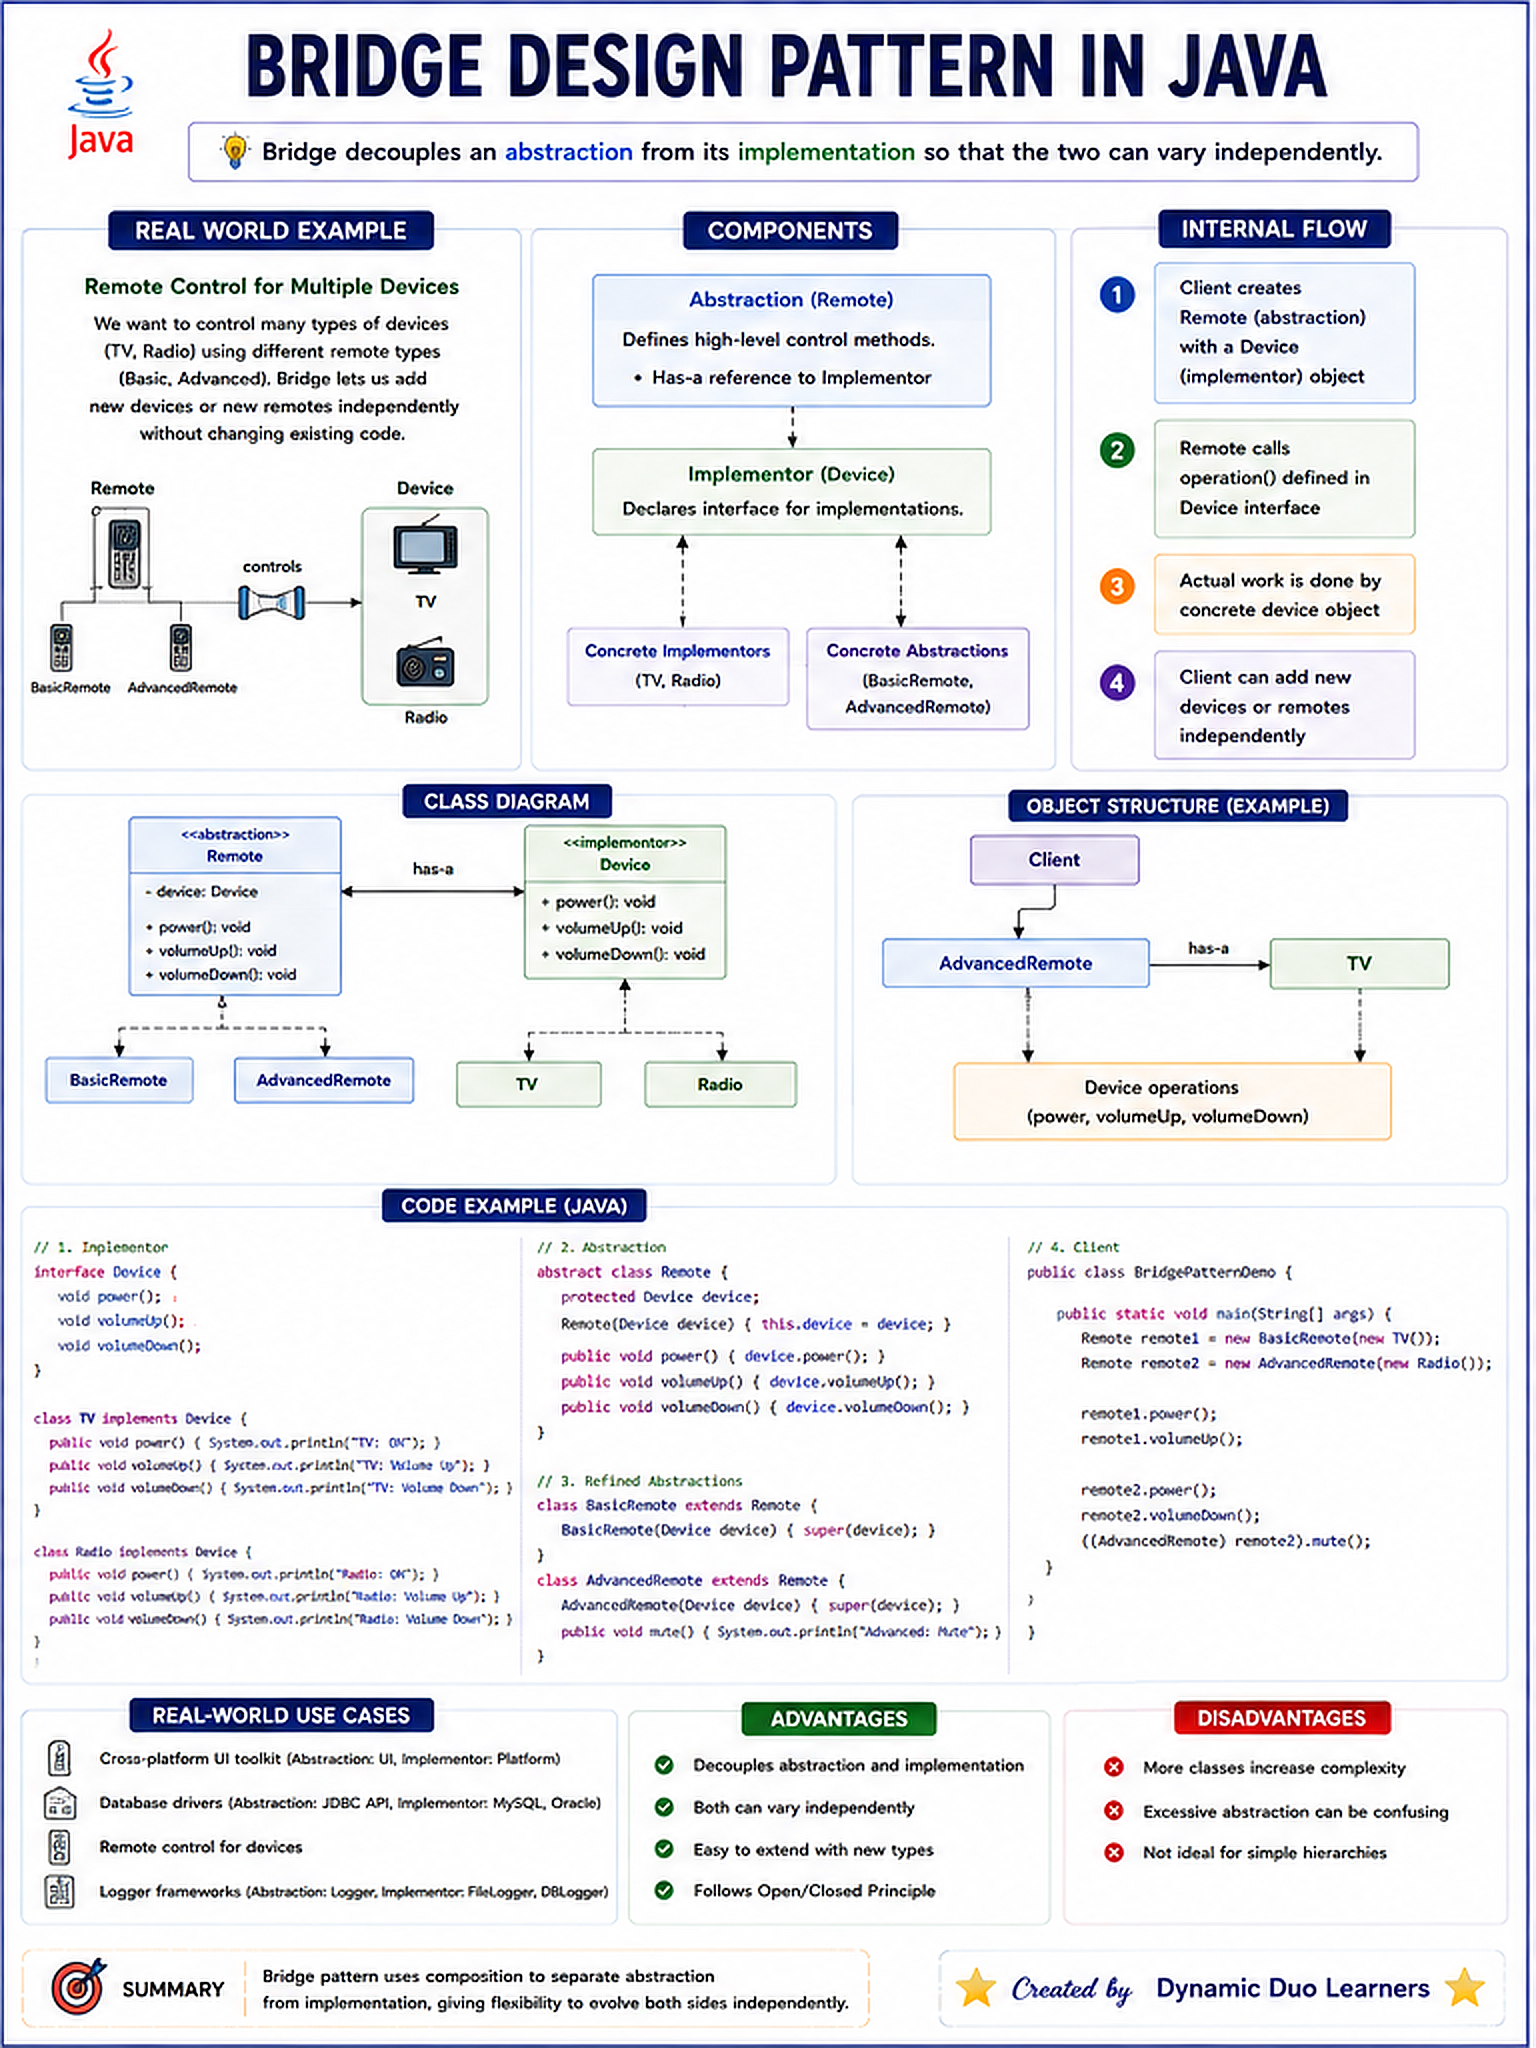 BRIDGE DESIGN PATTERN IN JAVA
Java
Bridge decouples an abstraction from its implementation so that the two can vary independently.
REAL WORLD EXAMPLE
Remote Control for Multiple Devices
We want to control many types of devices
(TV, Radio) using different remote types
(Basic, Advanced). Bridge lets us add
new devices or new remotes independently
without changing existing code.
Remote
Device
controls
TV
BasicRemote
AdvancedRemote
Radio
COMPONENTS
Abstraction (Remote)
Defines high-level control methods.
• Has-a reference to Implementor
Implementor (Device)
Declares interface for implementations.
Concrete Implementors
(TV, Radio)
Concrete Abstractions
(BasicRemote,
AdvancedRemote)
INTERNAL FLOW
1
Client creates
Remote (abstraction)
with a Device
(implementor) object
2
Remote calls
operation() defined in
Device interface
3
Actual work is done by
concrete device object
4
Client can add new
devices or remotes
independently
CLASS DIAGRAM
<<abstraction>>
Remote
- device: Device
+ power(): void
+ volumeUp(): void
+ volumeDown(): void
has-a
<<implementor>>
Device
+ power(): void
+ volumeUp(): void
+ volumeDown(): void
BasicRemote
AdvancedRemote
TV
Radio
OBJECT STRUCTURE (EXAMPLE)
Client
AdvancedRemote
has-a
TV
Device operations
(power, volumeUp, volumeDown)
CODE EXAMPLE (JAVA)
// 1. Inplementor
interface Device {
void power();
void volumeUp();
void volumeDown();
}
class TV implements Device {
public void power() { System.out.println("TV: ON"); }
public void volumeUp() { System.out.println("TV: Volume Up"); }
public void volumeDown() { System.out.println("TV: Volume Down"); }
}
class Radio inplements Device {
public void power() { System.out.println("Radio: ON"); }
public void volumeUp() { System.out.println("Radio: Volume Up"); }
public void volumeDown() { System.out.println("Radio: Volume Down"); }
}
// 2. Abstraction
abstract class Remote {
protected Device device;
Remote(Device device) { this.device = device; }
public void power() { device.power(); }
public void volumeUp() { device.volumeUp(); }
public void volumeDown() { device.volumeDown(); }
}
// 3. Refined Abstractions
class BasicRemote extends Remote {
BasicRemote(Device device) { super(device); }
}
class AdvancedRemote extends Remote {
AdvancedRemote(Device device) { super(device); }
public void mute() { System.out.println("Advanced: Mute"); }
}
// 4. Client
public class BridgePatternDemo {
public static void main(String[] args) {
Remote remote1 = new BasicRemote(new TV());
Remote remote2 = new AdvancedRemote(new Radio());
remote1.power();
remote1.volumeUp();
remote2.power();
remote2.volumeDown();
((AdvancedRemote) remote2).mute();
}
}
}
REAL-WORLD USE CASES
Cross-platform UI toolkit (Abstraction: UI, Implementor: Platform)
Database drivers (Abstraction: JDBC API, Implementor: MySQL, Oracle)
Remote control for devices
Logger frameworks (Abstraction: Logger, Implementor: FileLogger, DBLogger)
ADVANTAGES
Decouples abstraction and implementation
Both can vary independently
Easy to extend with new types
Follows Open/Closed Principle
DISADVANTAGES
More classes increase complexity
Excessive abstraction can be confusing
Not ideal for simple hierarchies
SUMMARY
Bridge pattern uses composition to separate abstraction
from implementation, giving flexibility to evolve both sides independently.
Created by Dynamic Duo Learners